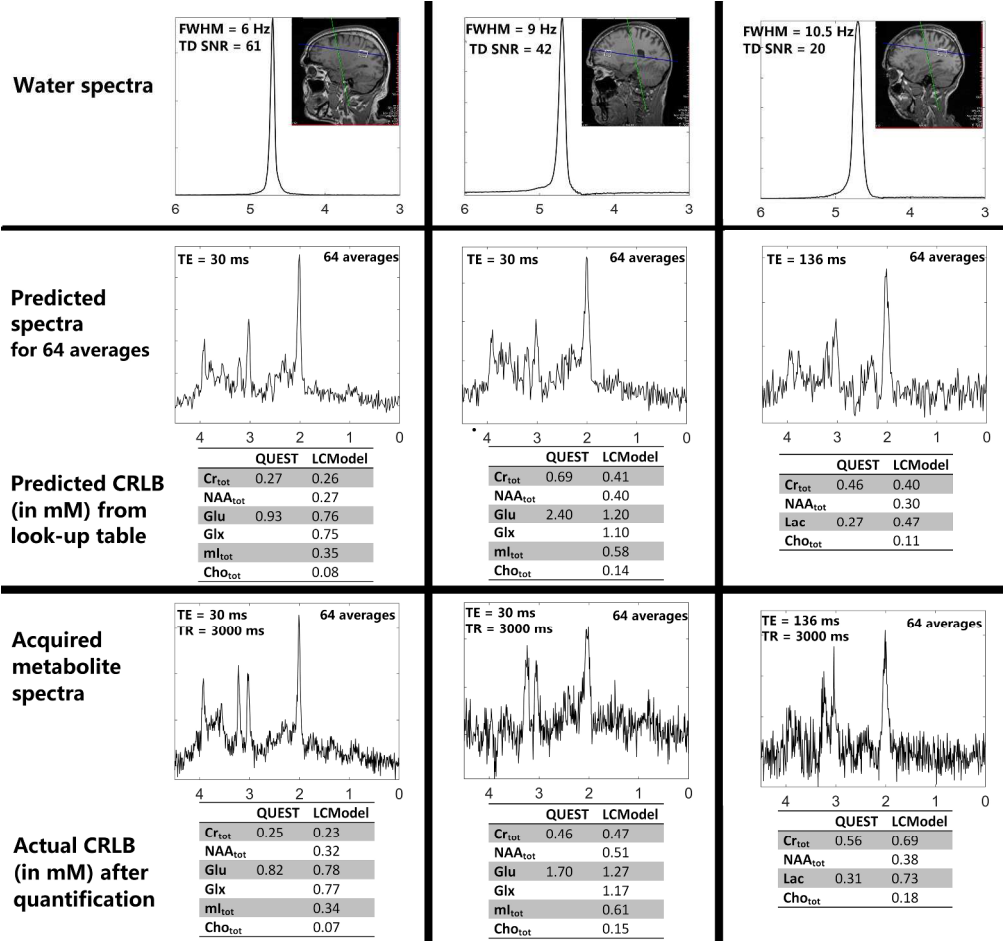 Water spectra
FWHM = 6 Hz
TD SNR = 61
6 5 4 3
FWHM = 9 Hz
TD SNR = 42
6 5 4 3
FWHM = 10.5 Hz
TD SNR = 20
6 5 4 3
Predicted
spectra
for 64 averages
TE = 30 ms 64 averages
4 3 2 1 0
TE = 30 ms 64 averages
4 3 2 1 0
TE = 136 ms 64 averages
4 3 2 1 0
Predicted CRLB
(in mM) from
look-up table
QUEST LCModel
Crtot 0.27 0.26
NAAtot 0.27
Glu 0.93 0.76
Glx 0.75
mItot 0.35
Chotot 0.08
QUEST LCModel
Crtot 0.69 0.41
NAAtot 0.40
Glu 2.40 1.20
Glx 1.10
mItot 0.58
Chotot 0.14
QUEST LCModel
Crtot 0.46 0.40
NAAtot 0.30
Lac 0.27 0.47
Chotot 0.11
Acquired
metabolite
spectra
TE = 30 ms 64 averages
TR = 3000 ms
4 3 2 1 0
TE = 30 ms 64 averages
TR = 3000 ms
4 3 2 1 0
TE = 136 ms 64 averages
TR = 3000 ms
4 3 2 1 0
Actual CRLB
(in mM) after
quantification
QUEST LCModel
Crtot 0.25 0.23
NAAtot 0.32
Glu 0.82 0.78
Glx 0.77
mItot 0.34
Chotot 0.07
QUEST LCModel
Crtot 0.46 0.47
NAAtot 0.51
Glu 1.70 1.27
Glx 1.17
mItot 0.61
Chotot 0.15
QUEST LCModel
Crtot 0.56 0.69
NAAtot 0.38
Lac 0.31 0.73
Chotot 0.18